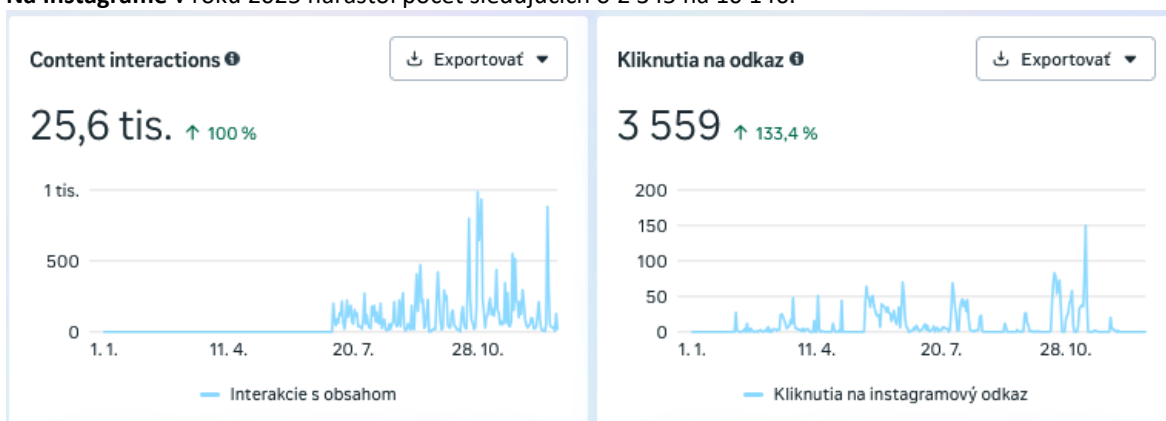 Content interactions
Exportovať
25,6 tis. ↑ 100 %
1 tis.
500
0
1. 1. 11. 4. 20. 7. 28. 10.
Interakcie s obsahom
Kliknutia na odkaz
Exportovať
3 559 ↑ 133,4 %
200
150
100
50
0
1. 1. 11. 4. 20. 7. 28. 10.
Kliknutia na instagramový odkaz